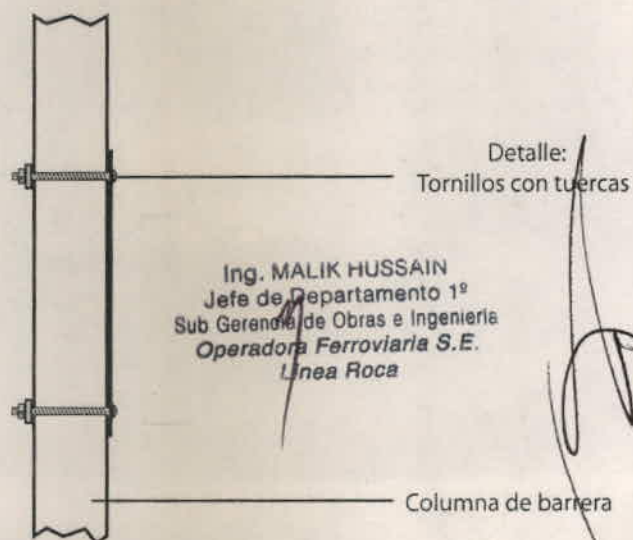 Detalle:
Tornillos con tuercas
Ing. MALIK HUSSAIN
Jefe de Departamento 1º
Sub Gerencia de Obras e Ingenieria
Operadora Ferroviaria S.E.
Línea Roca
Columna de barrera